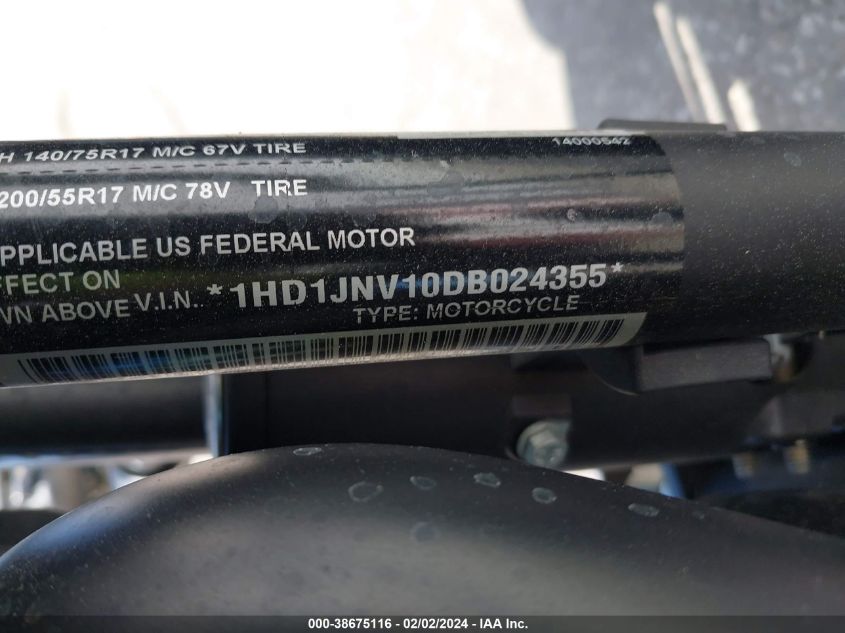 H 140/75R17 M/C 67V TIRE
14000542
200/55R17 M/C 78V TIRE
PPLICABLE US FEDERAL MOTOR
EFFECT ON
WN ABOVE V.I.N.. *1HD1JNV10DB024355*
TYPE: MOTORCYCLE
000-38675116 - 02/02/2024 - IAA Inc.